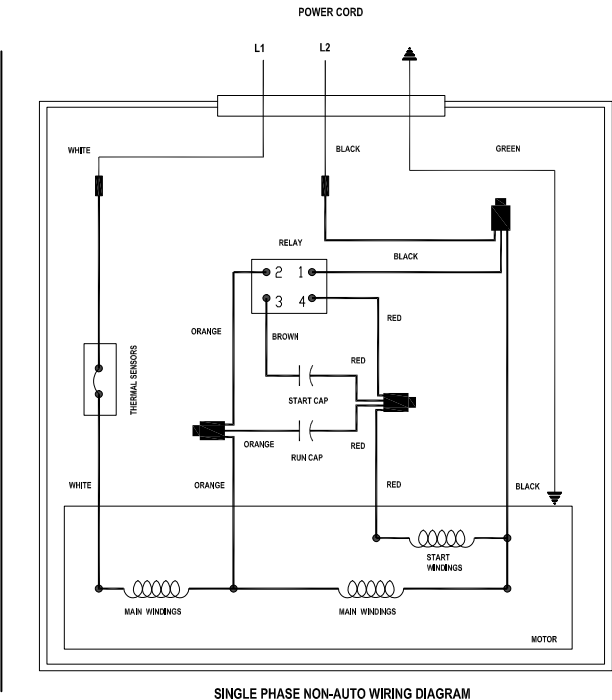 POWER CORD
L1
L2
WHITE
BLACK
GREEN
RELAY
BLACK
2 1
3 4
ORANGE
BROWN
RED
RED
THERMAL SENSORS
START CAP
ORANGE
RED
RUN CAP
WHITE
ORANGE
RED
BLACK
START
WINDINGS
MAIN WINDINGS
MAIN WINDINGS
MOTOR
SINGLE PHASE NON-AUTO WIRING DIAGRAM